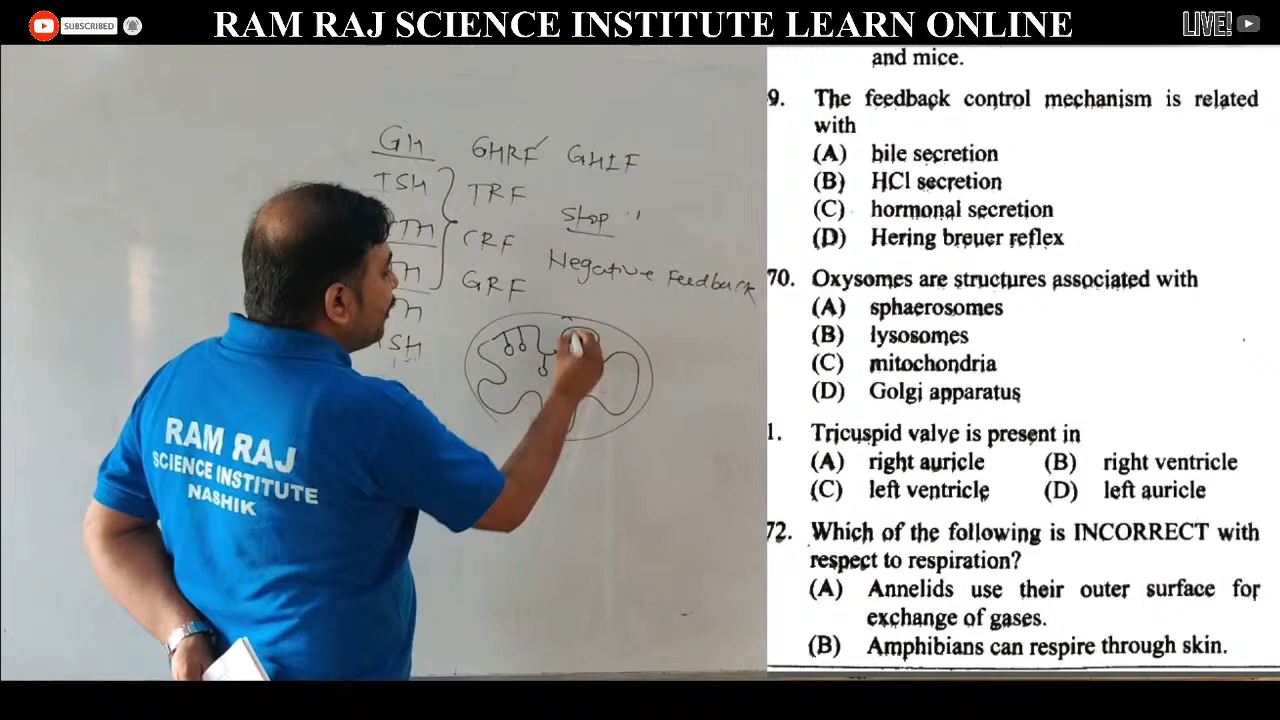 SUBSCRIBED
RAM RAJ SCIENCE INSTITUTE LEARN ONLINE
LIVE!
GH GHRF GHIF
TSH TRF
Stop
CRF
Negative Feedback
GRF
SH
RAM RAJ
SCIENCE INSTITUTE
NASHIK
and mice.
9. The feedback control mechanism is related
with
(A) bile secretion
(B) HCl secretion
(C) hormonal secretion
(D) Hering breuer reflex
70. Oxysomes are structures associated with
(A) sphaerosomes
(B) lysosomes
(C) mitochondria
(D) Golgi apparatus
1. Tricuspid valve is present in
(A) right auricle (B) right ventricle
(C) left ventricle (D) left auricle
72. Which of the following is INCORRECT with
respect to respiration?
(A) Annelids use their outer surface for
exchange of gases.
(B) Amphibians can respire through skin.